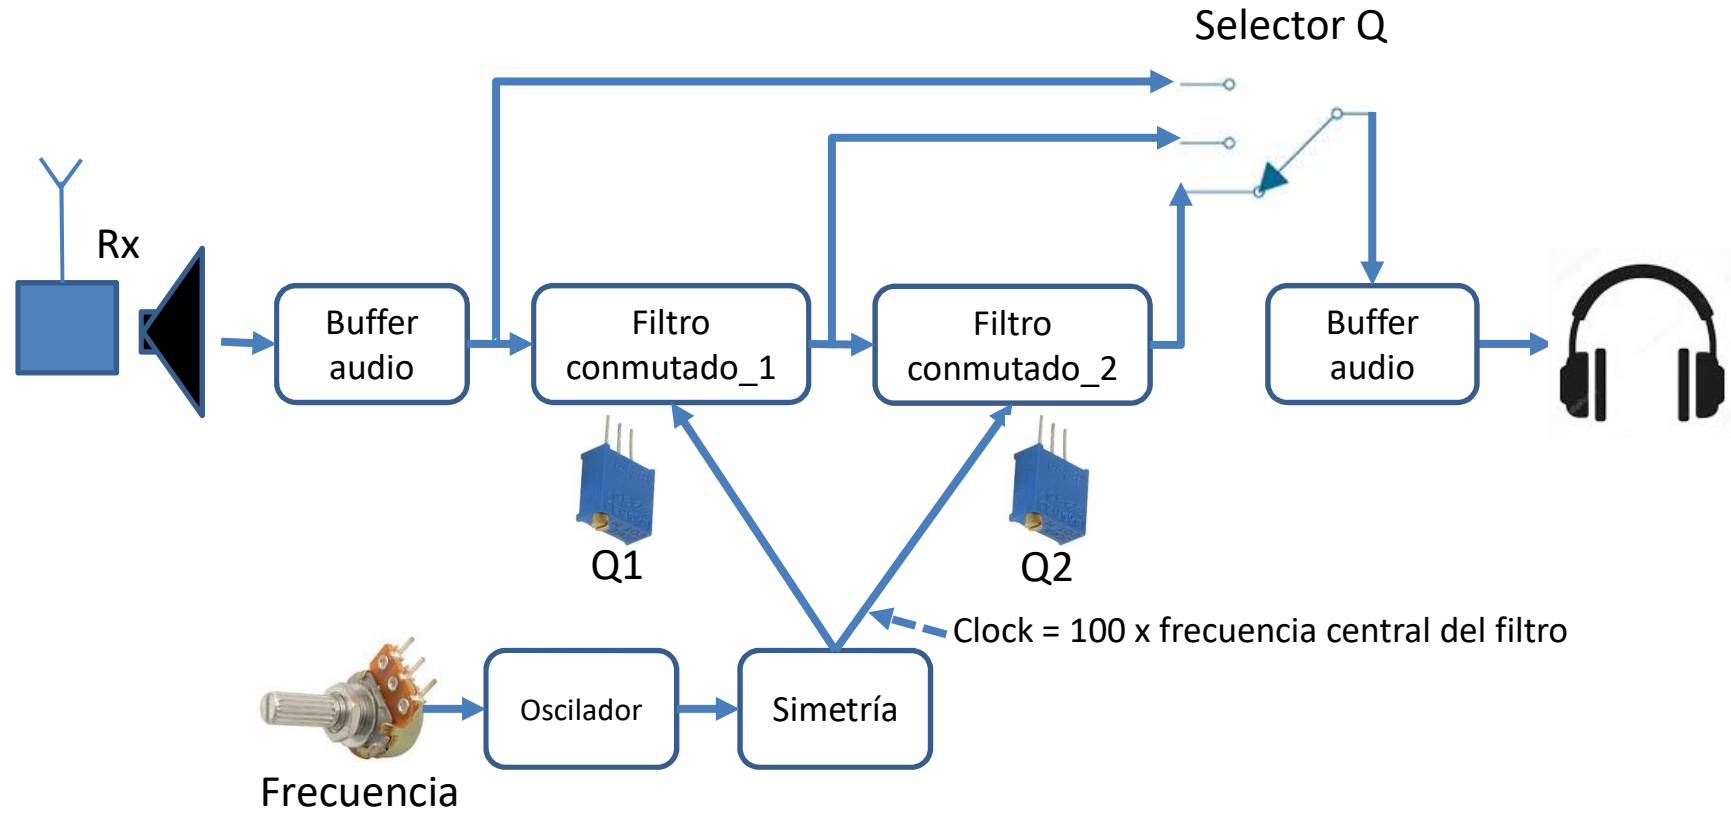 Selector Q
Rx
Buffer
audio
Filtro
conmutado_1
Filtro
conmutado_2
Buffer
audio
Q1
Q2
Clock = 100 x frecuencia central del filtro
Oscilador
Simetría
Frecuencia